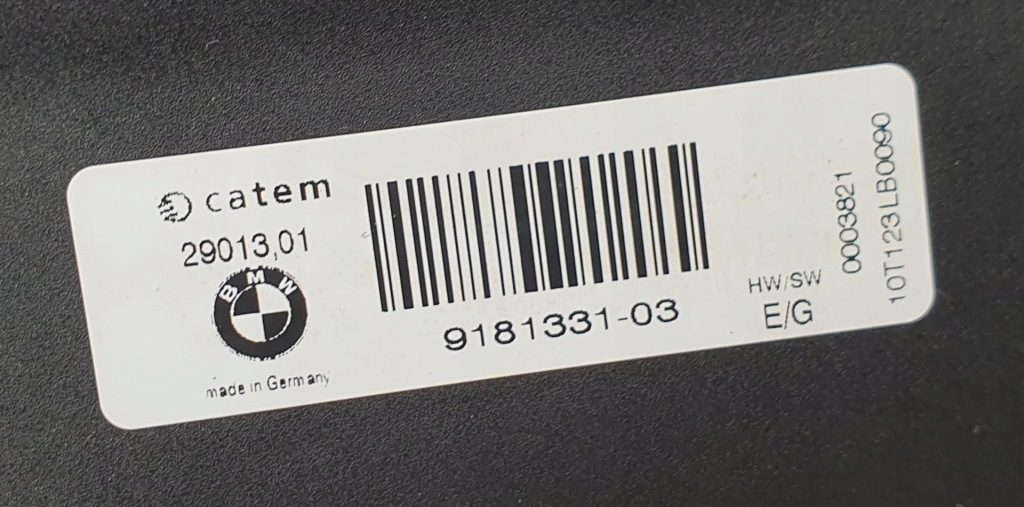 catem
29013,01
BMW
made in Germany
9181331-03
HW/SW
E/G
0003821
10T123LB0090